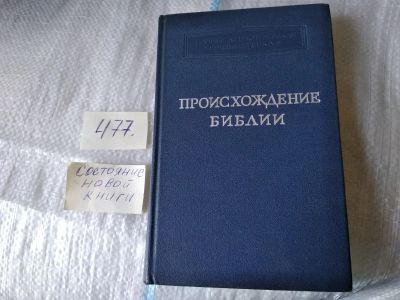 ПРОИСХОЖДЕНИЕ
БИБЛИИ
477.
СОСТОЯНИЕ
НОВОЙ
КНИГИ